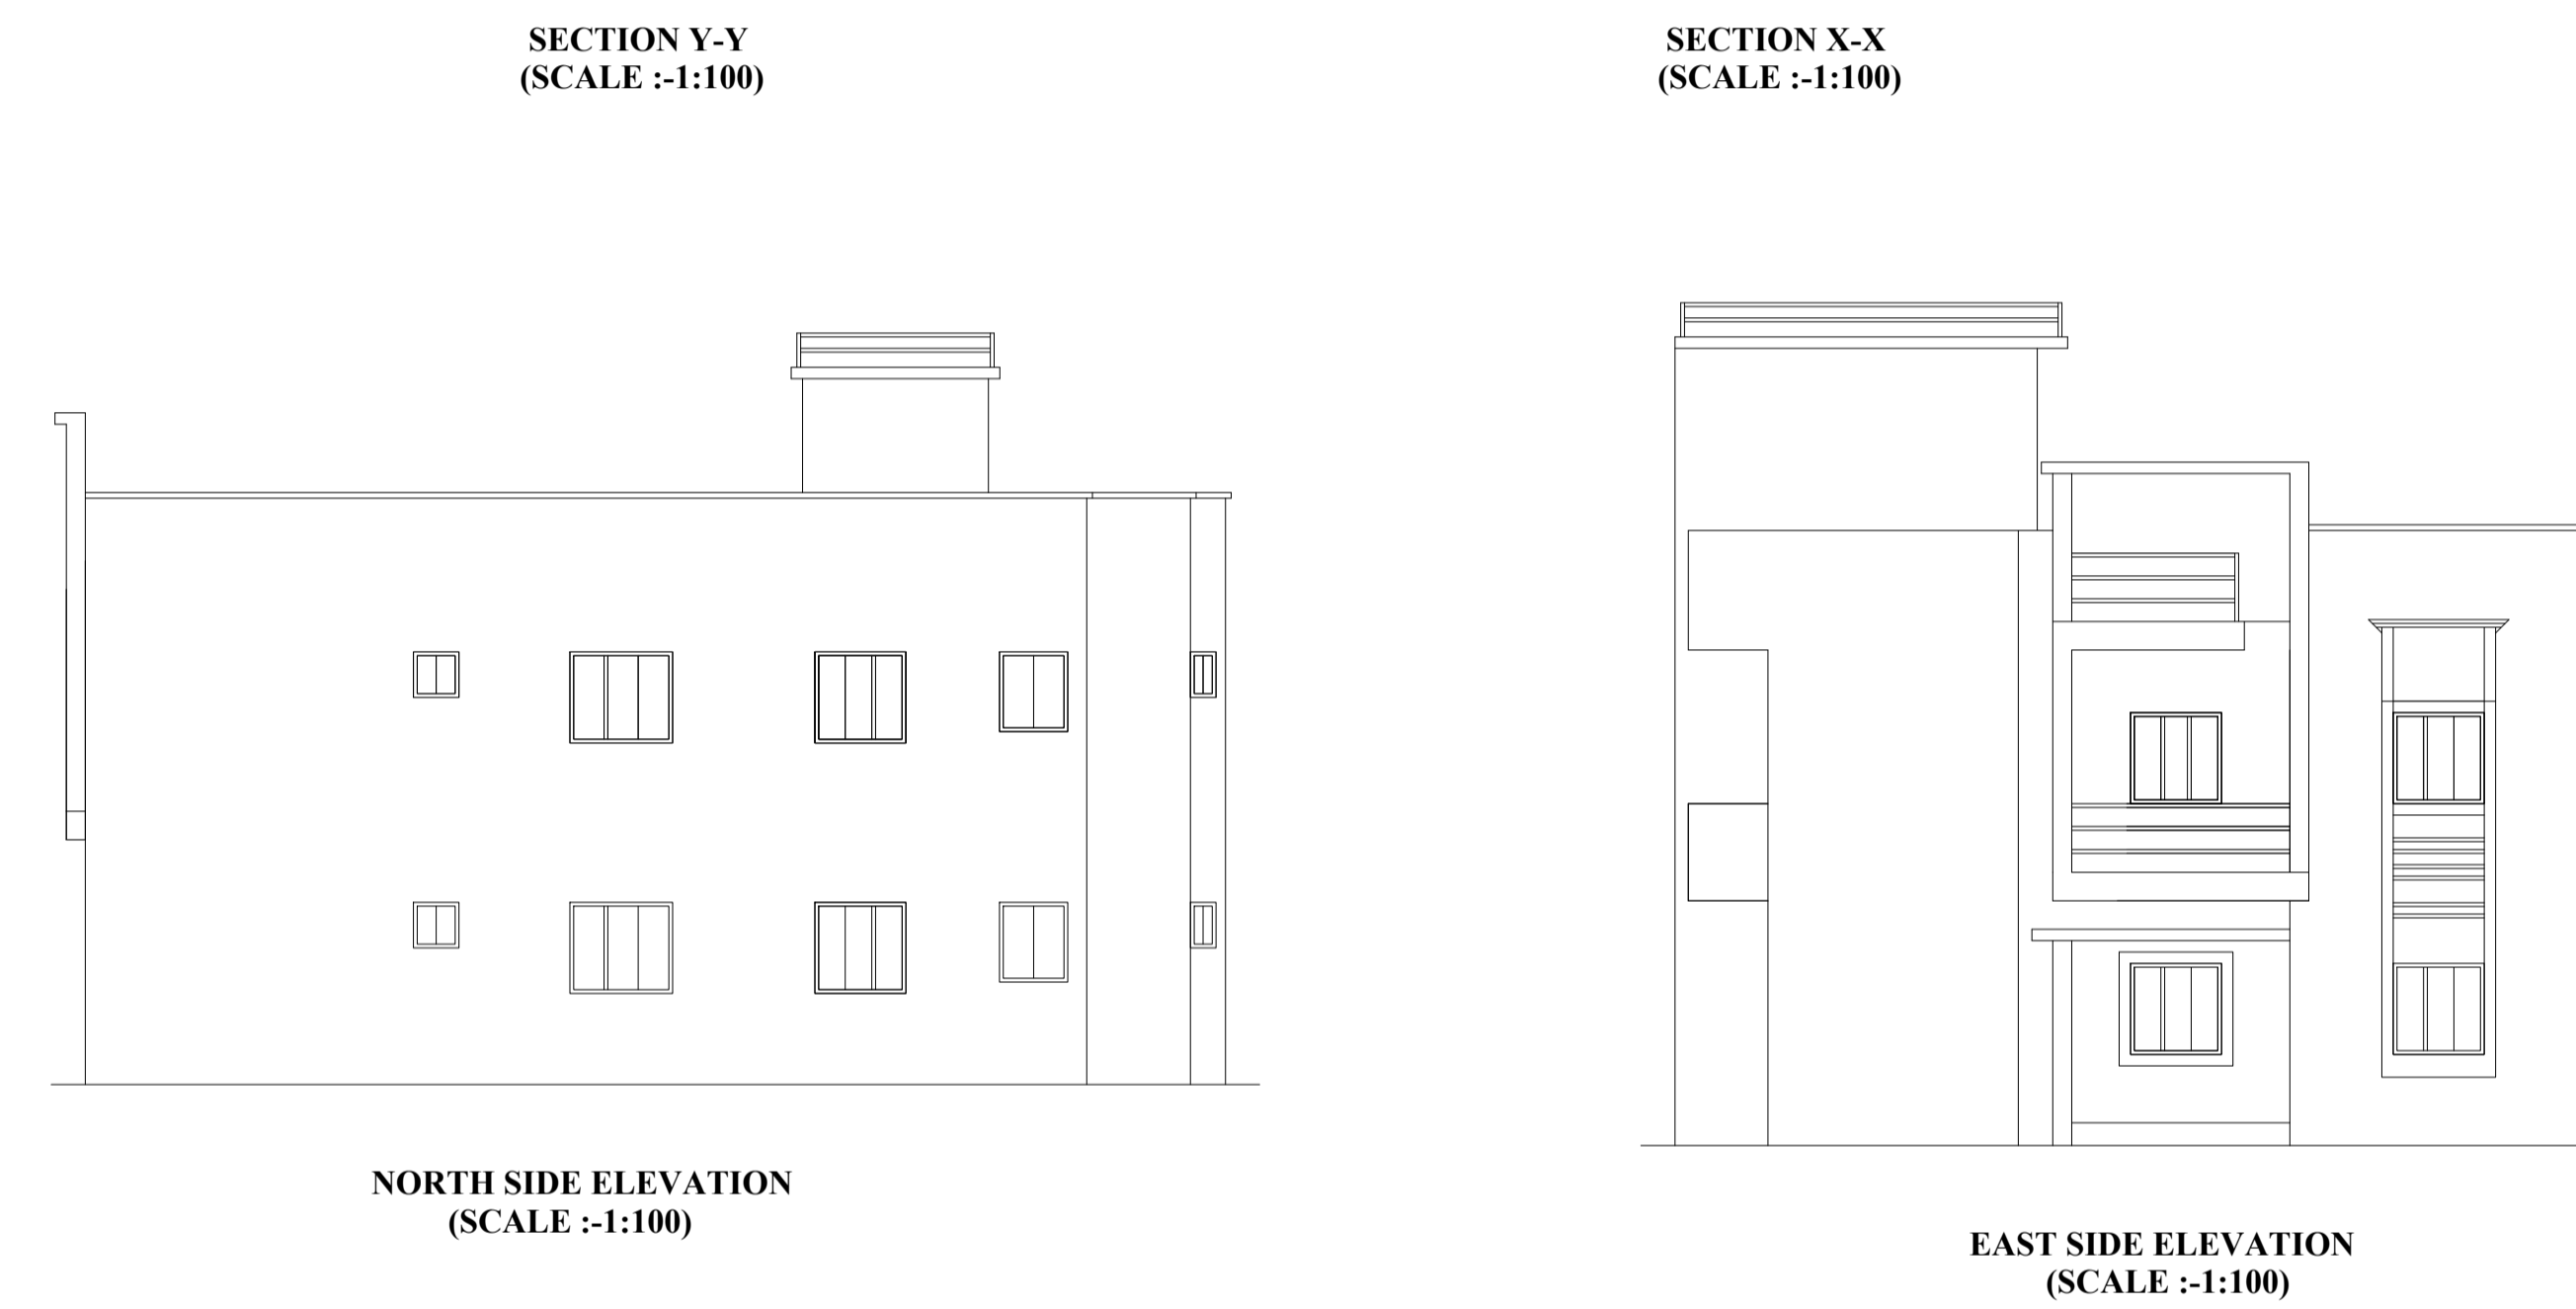 SECTION Y-Y
(SCALE :-1:100)
SECTION X-X
(SCALE :-1:100)
NORTH SIDE ELEVATION
(SCALE :-1:100)
EAST SIDE ELEVATION
(SCALE :-1:100)